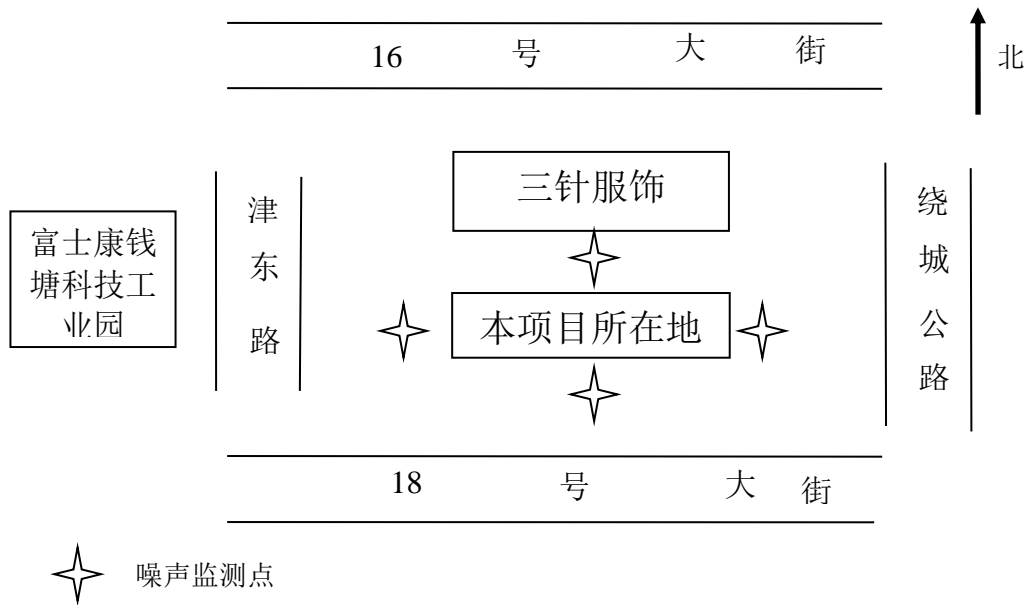 16 号 大 街
北
三针服饰
富士康钱
塘科技工
业园
津
东
路
本项目所在地
绕
城
公
路
18 号 大 街
噪声监测点